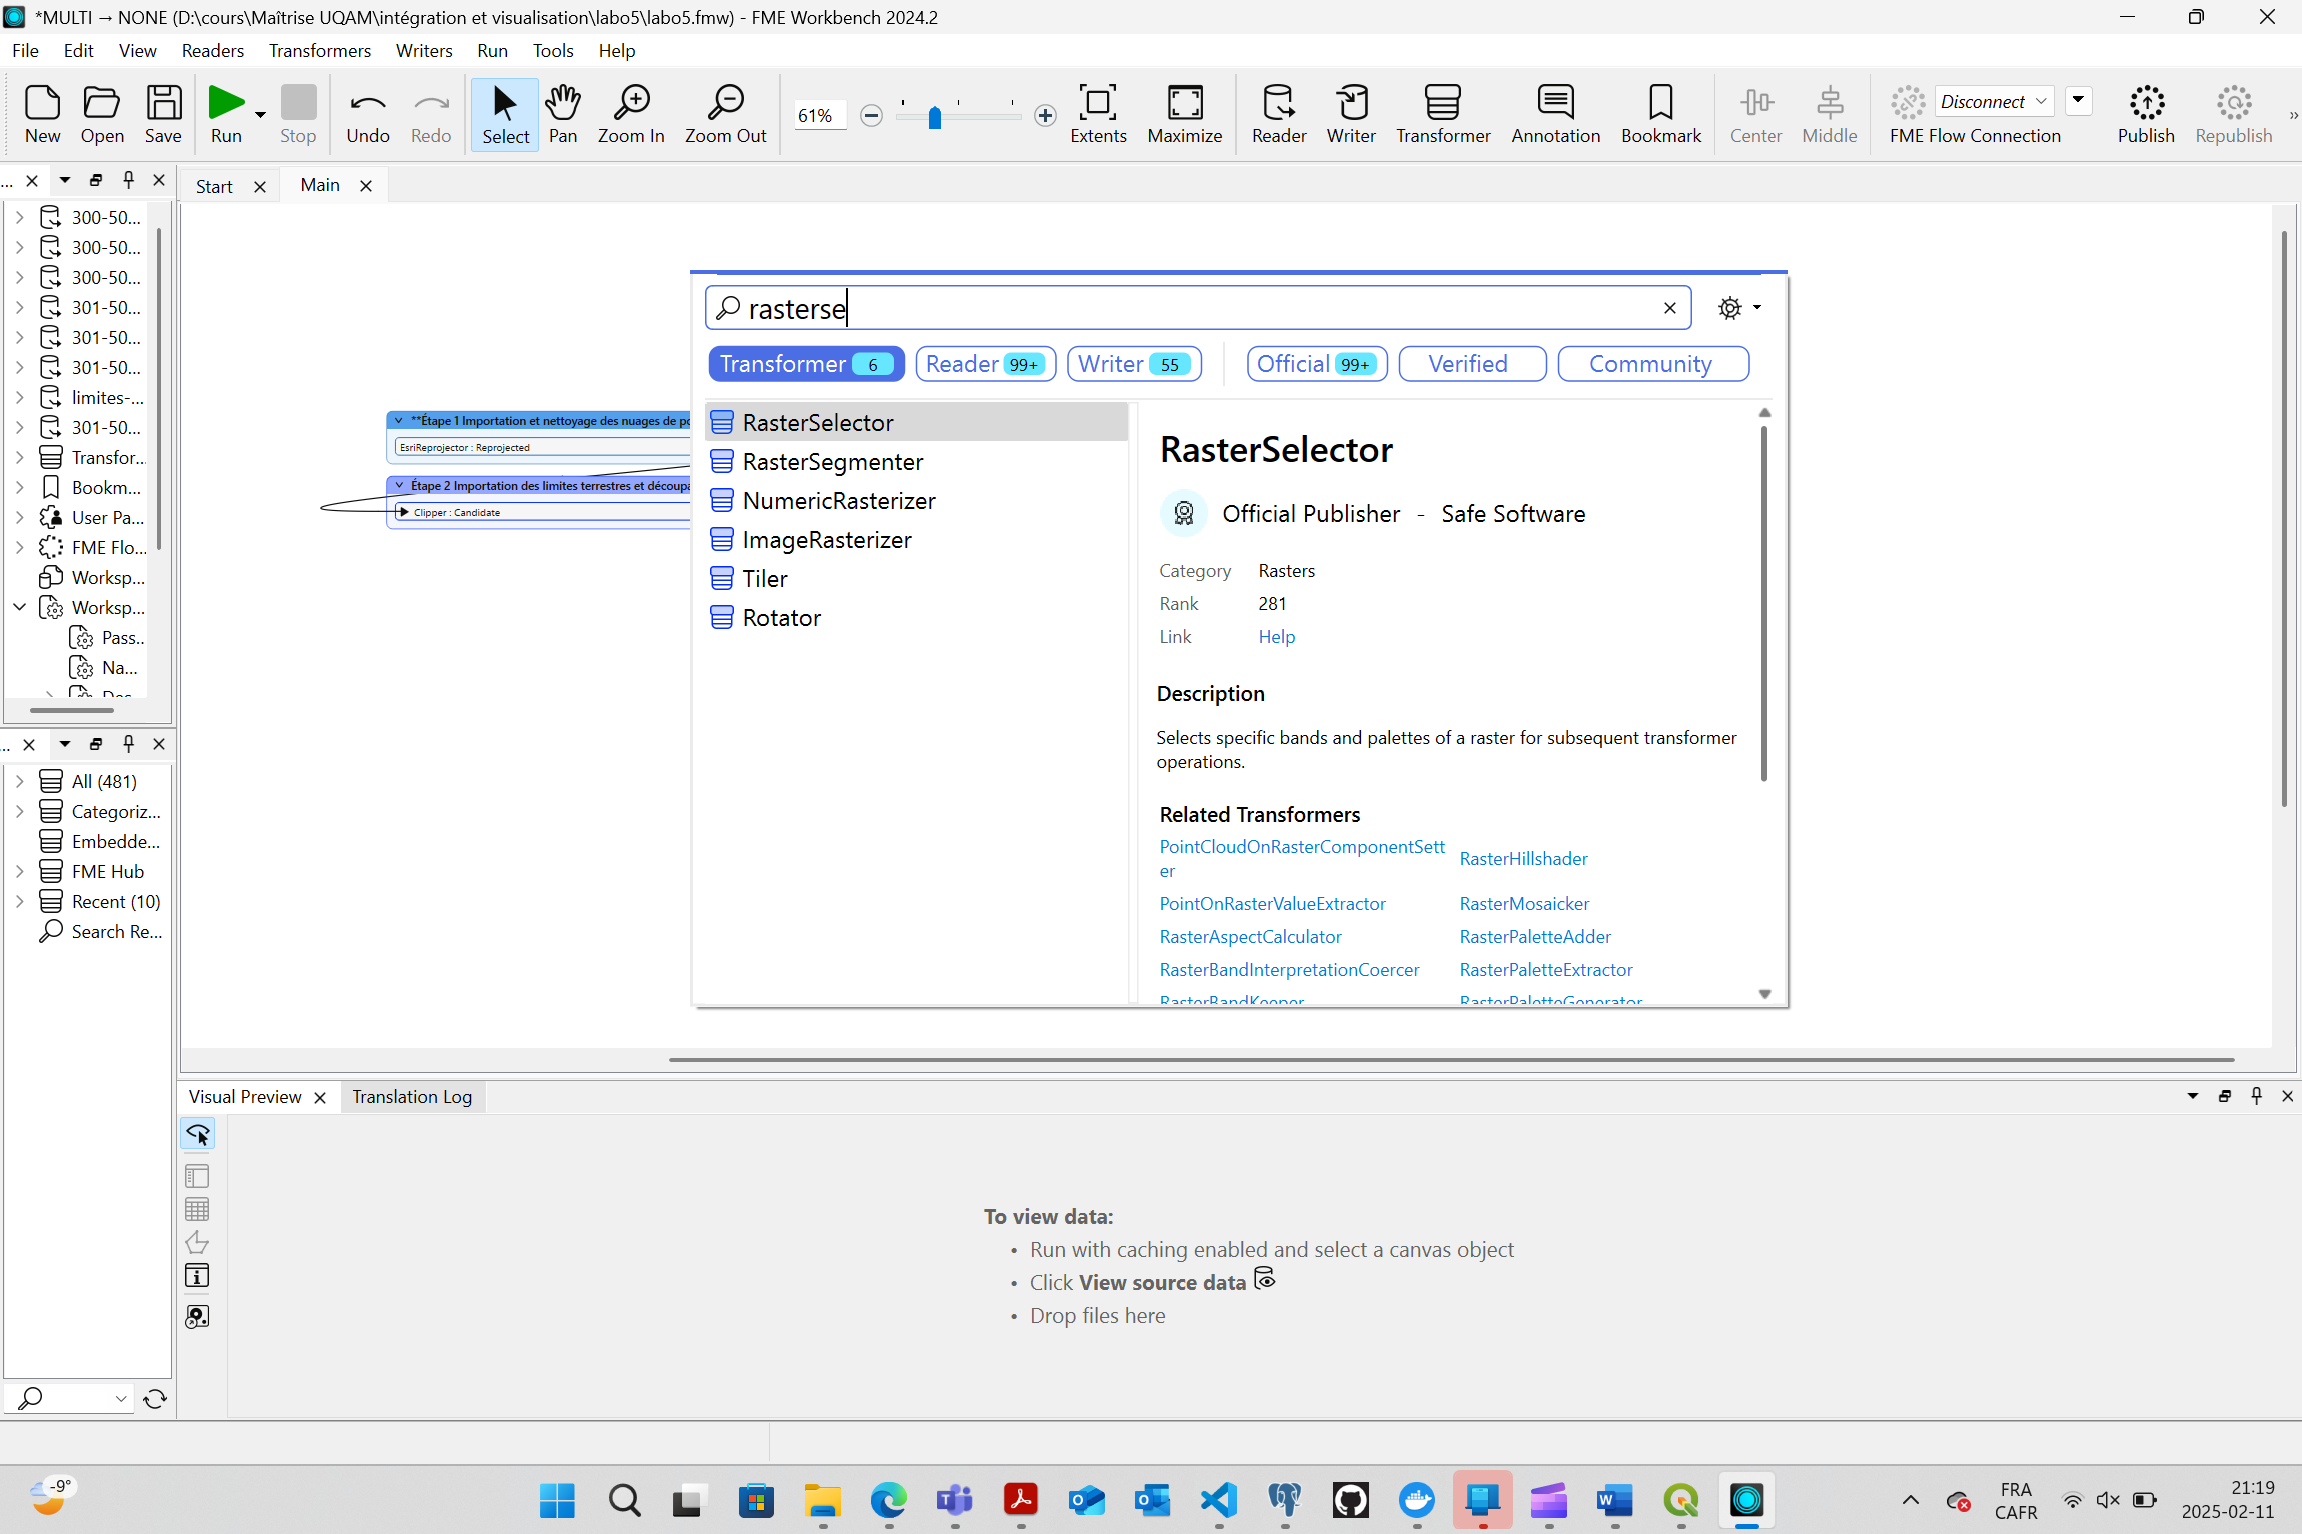 *MULTI → NONE (D:\cours\Maîtrise UQAM\intégration et visualisation\labo5\labo5.fmw) - FME Workbench 2024.2
File Edit View Readers Transformers Writers Run Tools Help
New Open Save Run Stop Undo Redo Select Pan Zoom In Zoom Out 61% Extents Maximize Reader Writer Transformer Annotation Bookmark Center Middle Disconnect FME Flow Connection Publish Republish
Start Main
300-50...
300-50...
300-50...
301-50...
301-50...
301-50...
limites-...
301-50...
Transfor...
Bookm...
User Pa...
FME Flo...
Worksp...
Worksp...
Pass...
Na...
All (481)
Categoriz...
Embedde...
FME Hub
Recent (10)
Search Re...
**Étape 1 Importation et nettoyage des nuages de po
EsriReprojector : Reprojected
Étape 2 Importation des limites terrestres et découpa
Clipper : Candidate
rasterse
Transformer 6 Reader 99+ Writer 55 Official 99+ Verified Community
RasterSelector
RasterSegmenter
NumericRasterizer
ImageRasterizer
Tiler
Rotator
RasterSelector
Official Publisher - Safe Software
Category Rasters
Rank 281
Link Help
Description
Selects specific bands and palettes of a raster for subsequent transformer
operations.
Related Transformers
PointCloudOnRasterComponentSett
er
RasterHillshader
PointOnRasterValueExtractor RasterMosaicker
RasterAspectCalculator RasterPaletteAdder
RasterBandInterpretationCoercer RasterPaletteExtractor
RasterBandKeeper RasterPaletteGenerator
Visual Preview Translation Log
To view data:
• Run with caching enabled and select a canvas object
• Click View source data
• Drop files here
-9°
FRA
CAFR
21:19
2025-02-11